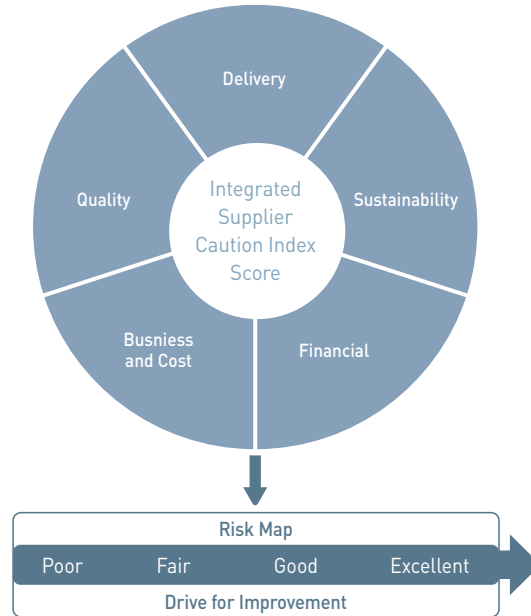 Delivery
Quality
Sustainability
Integrated
Supplier
Caution Index
Score
Busniess
and Cost
Financial
Risk Map
Poor Fair Good Excellent
Drive for Improvement